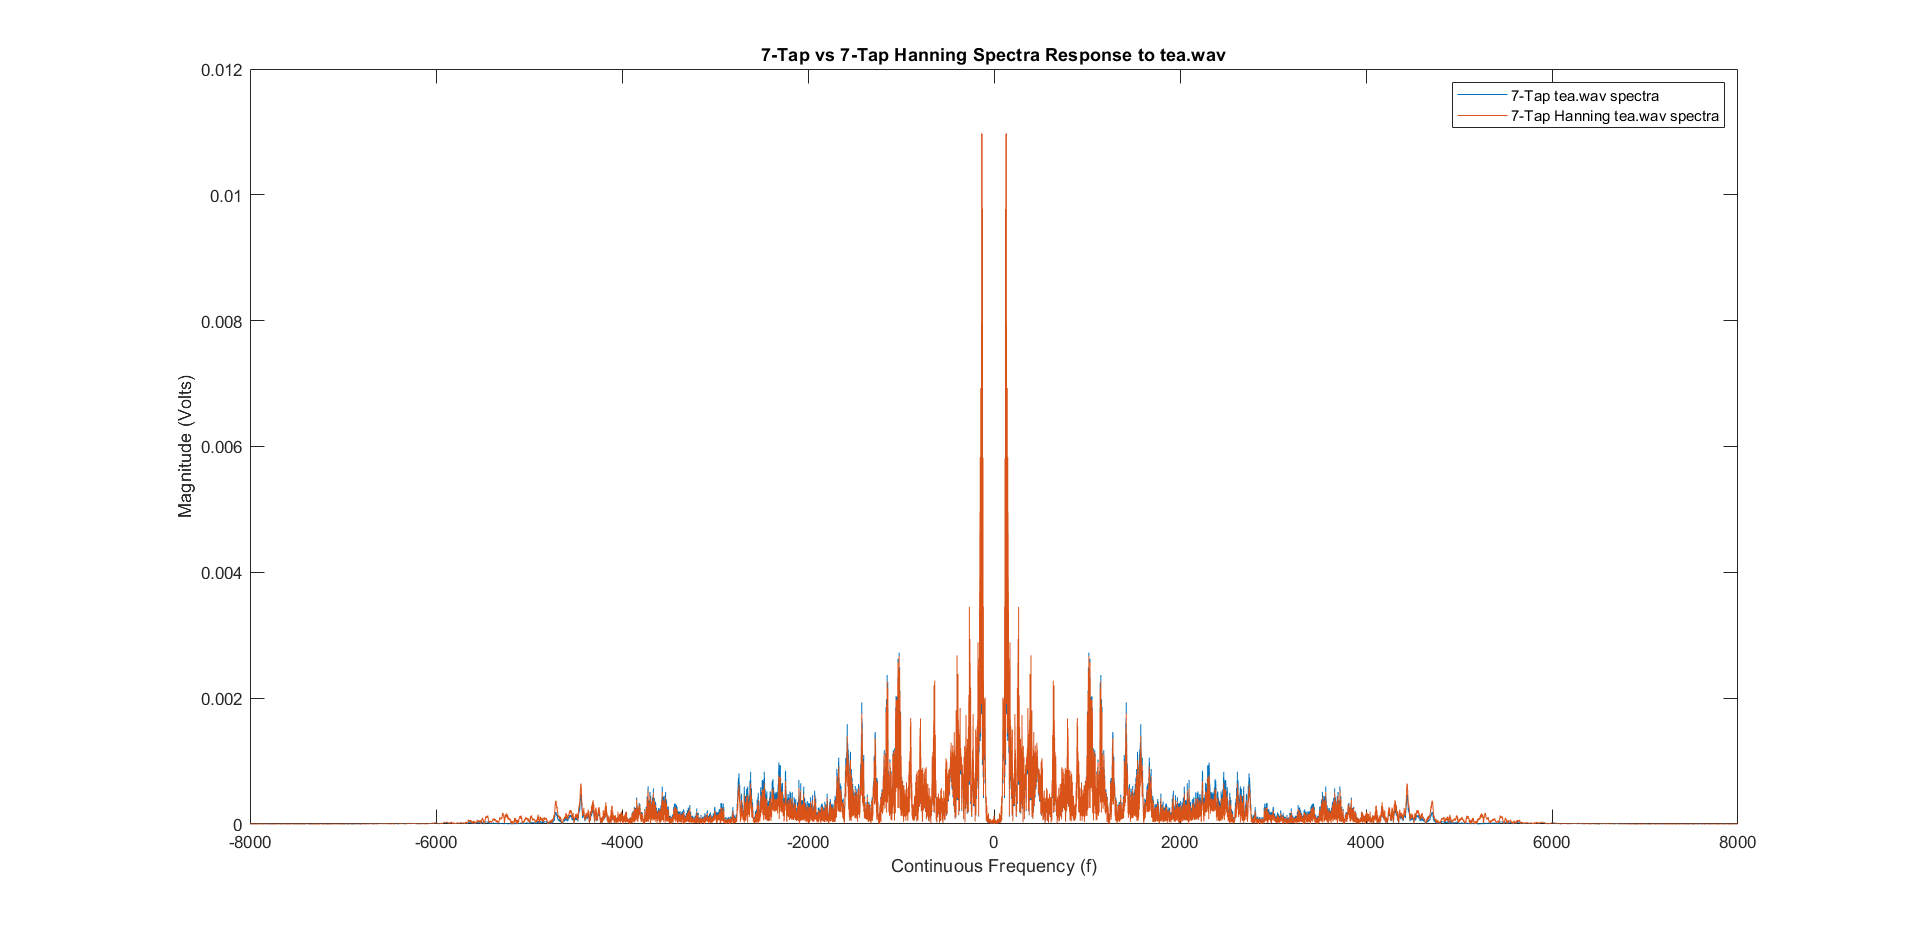 7-Tap vs 7-Tap Hanning Spectra Response to tea.wav
0.012
7-Tap tea.wav spectra
7-Tap Hanning tea.wav spectra
0.01
0.008
0.006
0.004
0.002
0
Magnitude (Volts)
-8000 -6000 -4000 -2000 0 2000 4000 6000 8000
Continuous Frequency (f)